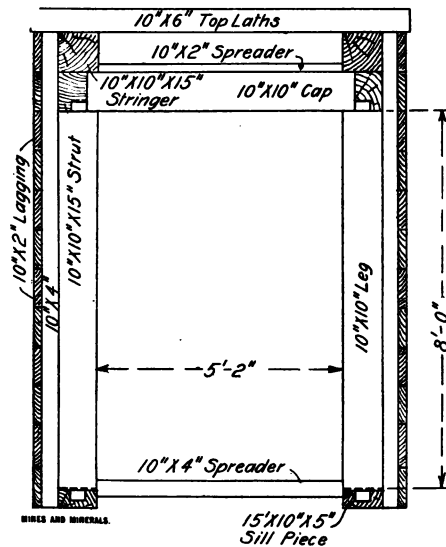 10"X6" Top Laths
10"X2" Spreader
10"X10"X15"
Stringer
10"X10" Cap
10"X2" Lagging
10"X4"
10"X10"X15" Strut
10"X10" Leg
8'-0"
5'-2"
10"X4" Spreader
MINES AND MINERALS.
15'X10"X5"
Sill Piece